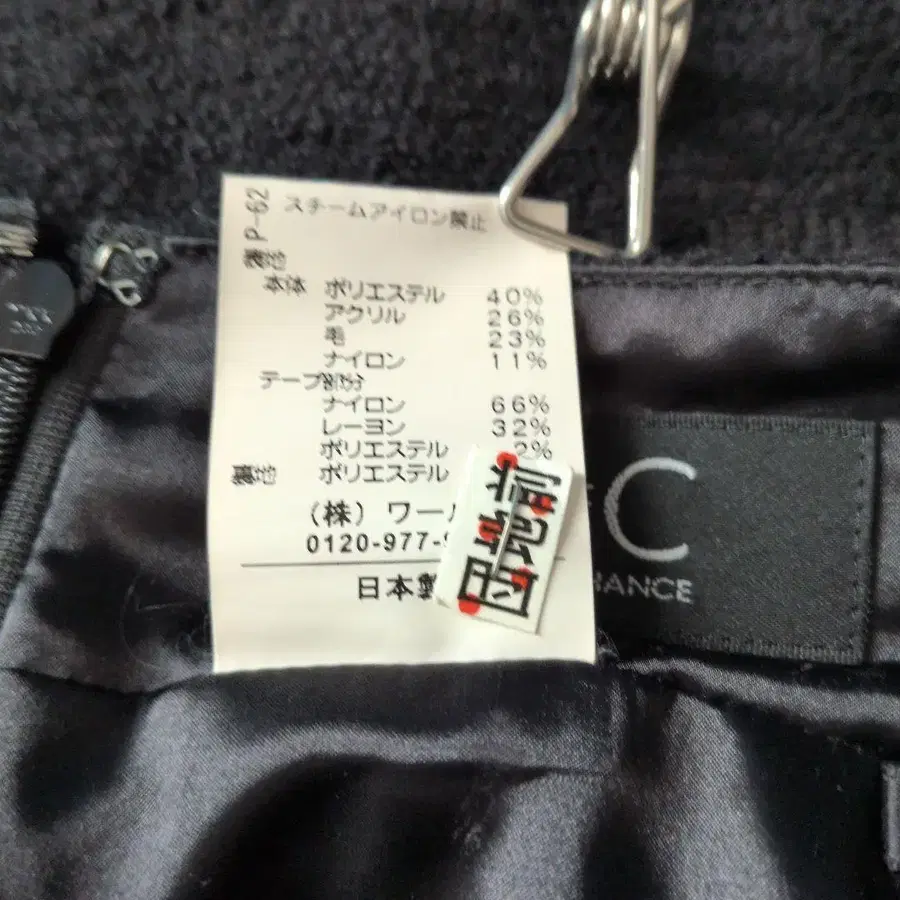 P-62
スチームアイロン禁止
表地
本体 ポリエステル 40%
アクリル 26%
毛 23%
ナイロン 11%
テープ部分
ナイロン 66%
レーヨン 32%
ポリエステル 2%
裏地 ポリエステル
(株) ワール
0120-977-
日本製
C
HANCE